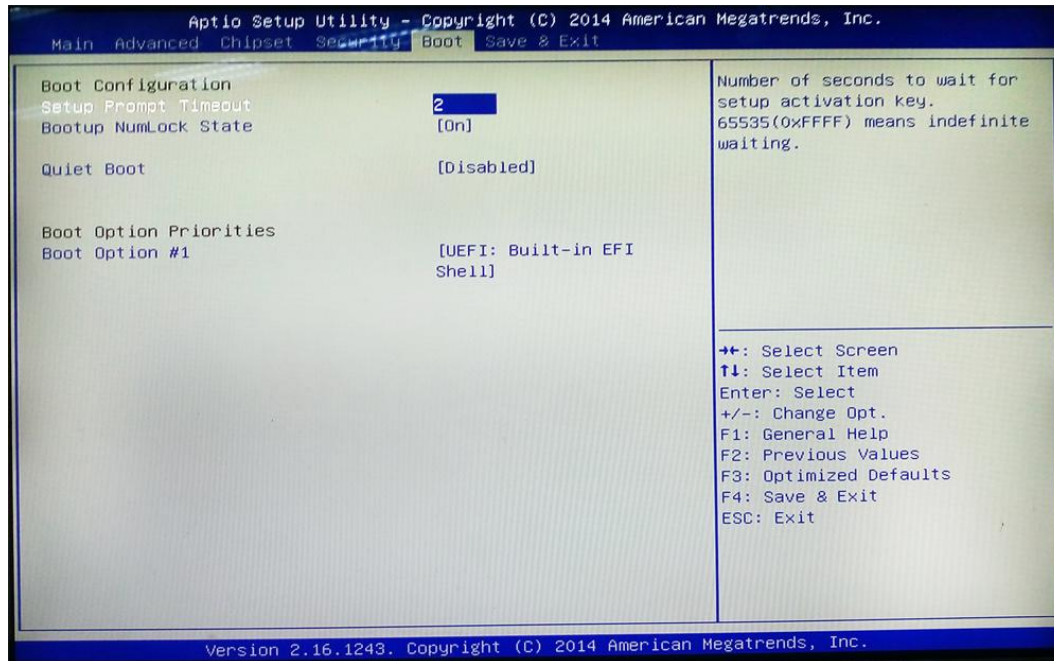 Aptio Setup Utility – Copyright (C) 2014 American Megatrends, Inc.
Main Advanced Chipset Security Boot Save & Exit
Boot Configuration
Setup Prompt Timeout 2
Bootup NumLock State [On]
Quiet Boot [Disabled]
Boot Option Priorities
Boot Option #1 [UEFI: Built-in EFI
Shell]
Number of seconds to wait for
setup activation key.
65535(0xFFFF) means indefinite
waiting.
→←: Select Screen
↑↓: Select Item
Enter: Select
+/-: Change Opt.
F1: General Help
F2: Previous Values
F3: Optimized Defaults
F4: Save & Exit
ESC: Exit
Version 2.16.1243. Copyright (C) 2014 American Megatrends, Inc.